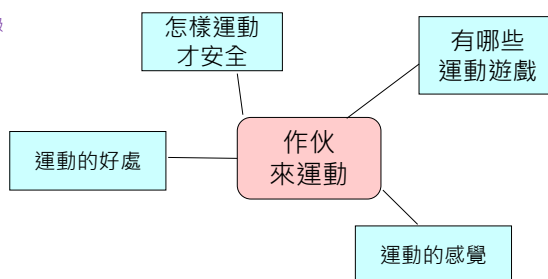 怎樣運動
才安全
有哪些
運動遊戲
作伙
來運動
運動的好處
運動的感覺